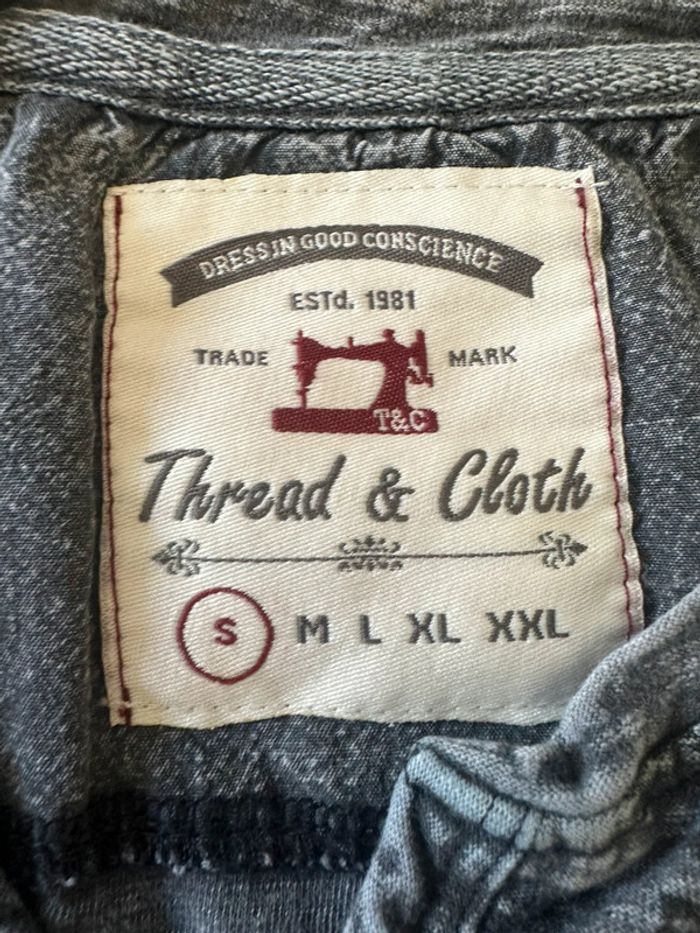 DRESS IN GOOD CONSCIENCE
ESTd. 1981
TRADE MARK
T&C
Thread & Cloth
S M L XL XXL